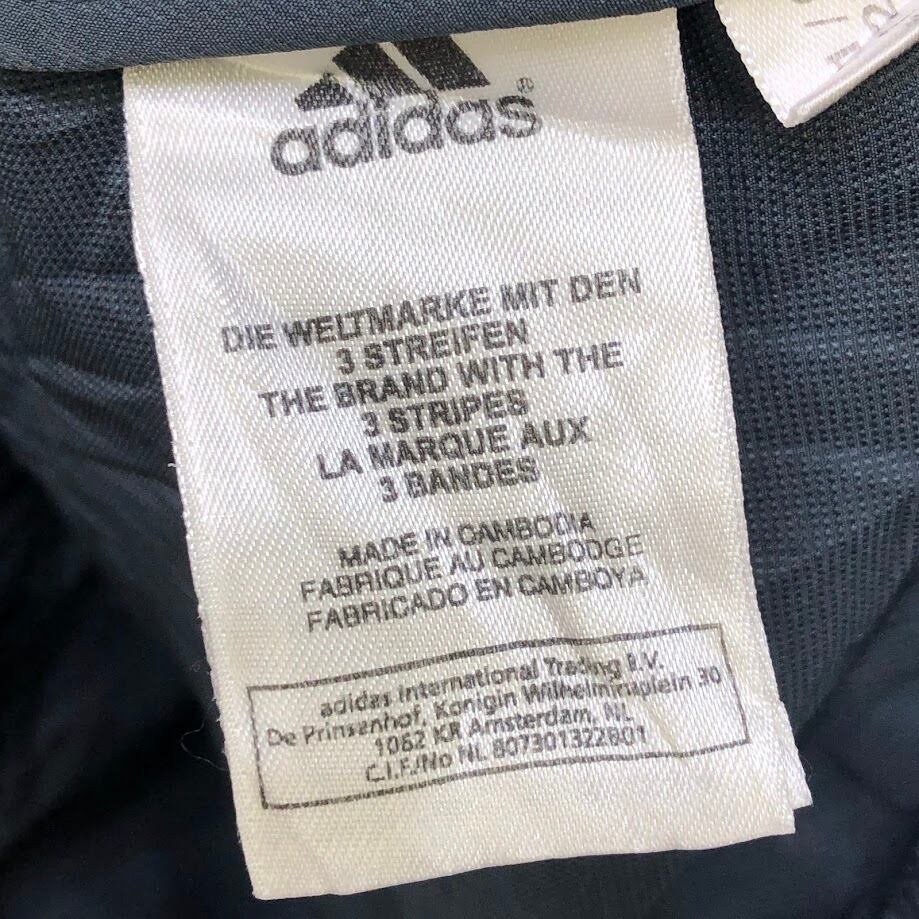 adidas®
DIE WELTMARKE MIT DEN
3 STREIFEN
THE BRAND WITH THE
3 STRIPES
LA MARQUE AUX
3 BANDES
MADE IN CAMBODIA
FABRIQUE AU CAMBODGE
FABRICADO EN CAMBOYA
adidas International Trading B.V.
De Prinsenhof, Konigin Wilhelminaplein 30
1062 KR Amsterdam, NL
C.I.F./No NL 807301322B01